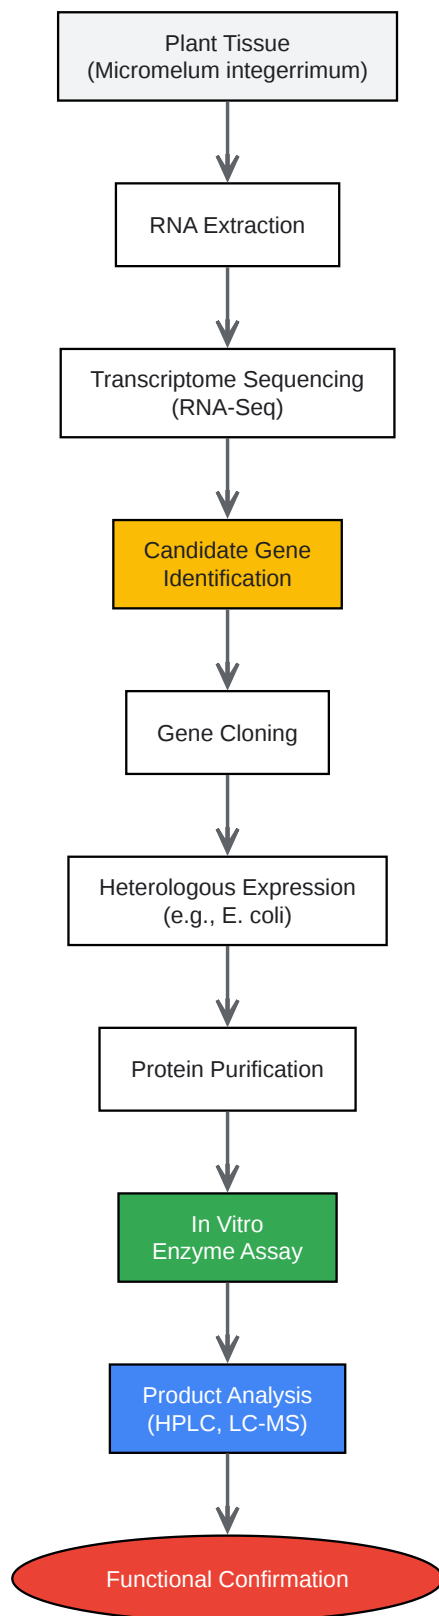 Plant Tissue
(Micromelum integerrimum)
RNA Extraction
Transcriptome Sequencing
(RNA-Seq)
Candidate Gene
Identification
Gene Cloning
Heterologous Expression
(e.g., E. coli)
Protein Purification
In Vitro
Enzyme Assay
Product Analysis
(HPLC, LC-MS)
Functional Confirmation